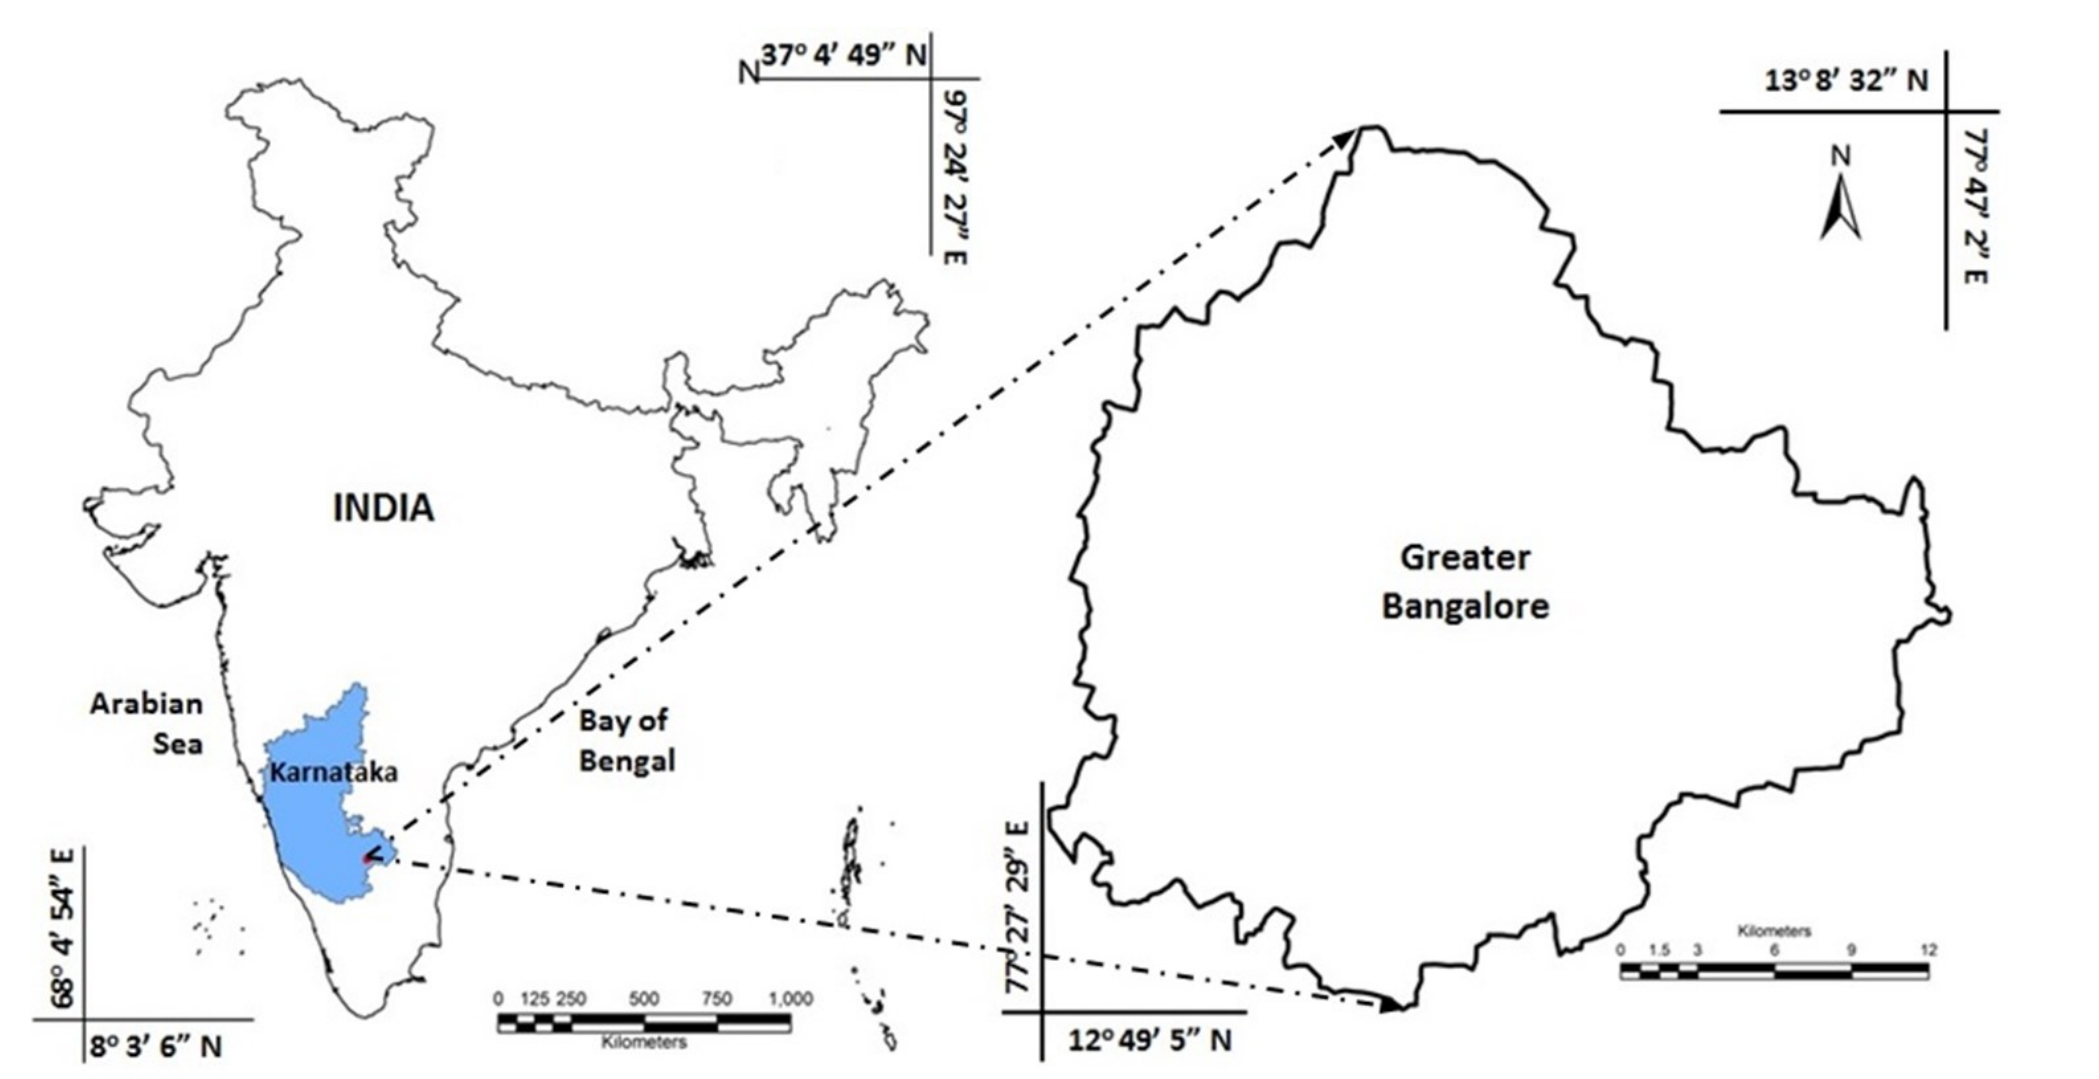 N
37° 4’ 49” N
97° 24’ 27” E
INDIA
Arabian
Sea
Karnataka
Bay of
Bengal
68° 4’ 54” E
8° 3’ 6” N
0 125 250 500 750 1,000
Kilometers
13° 8’ 32” N
77° 47’ 2” E
N
Greater
Bangalore
77° 27’ 29” E
12° 49’ 5” N
Kilometers
0 1.5 3 6 9 12